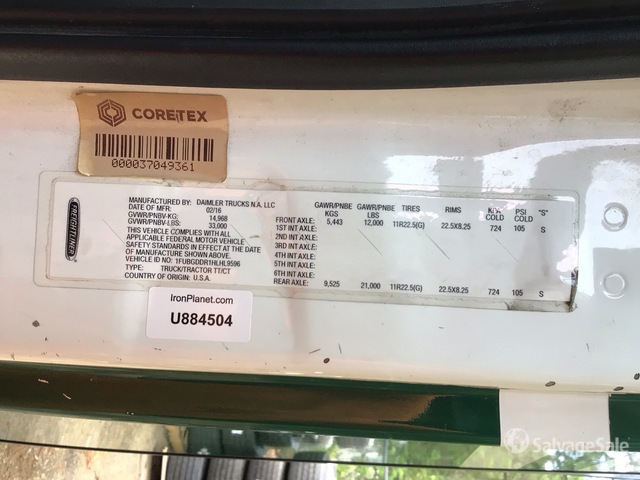 CORETEX
000037049361
FREIGHTLINER
MANUFACTURED BY: DAIMLER TRUCKS N.A. LLC
DATE OF MFR: 02/16
GVWR/PNBV-KG: 14,968
GVWR/PNBV-LBS: 33,000
THIS VEHICLE COMPLIES WITH ALL
APPLICABLE FEDERAL MOTOR VEHICLE
SAFETY STANDARDS IN EFFECT AT THE DATE
OF MANUFACTURE SHOWN ABOVE.
VEHICLE ID NO.: 1FUBGDDR1HLHL9596
TYPE: TRUCK/TRACTOR TT/CT
COUNTRY OF ORIGIN: U.S.A.
GAWR/PNBE KGS GAWR/PNBE LBS TIRES RIMS KPA COLD PSI COLD "S"
FRONT AXLE: 5,443 12,000 11R22.5(G) 22.5X8.25 724 105 S
1ST INT AXLE:
2ND INT AXLE:
3RD INT AXLE:
4TH INT AXLE:
5TH INT AXLE:
6TH INT AXLE:
REAR AXLE: 9,525 21,000 11R22.5(G) 22.5X8.25 724 105 S
IronPlanet.com
U884504
SalvageSale